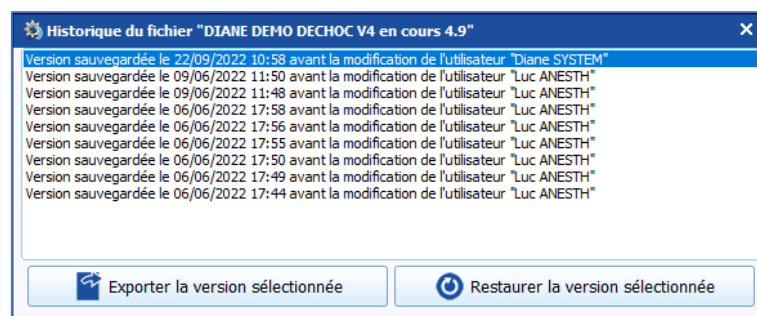 Historique du fichier "DIANE DEMO DECHOC V4 en cours 4.9"
Version sauvegardée le 22/09/2022 10:58 avant la modification de l'utilisateur "Diane SYSTEM"
Version sauvegardée le 09/06/2022 11:50 avant la modification de l'utilisateur "Luc ANESTH"
Version sauvegardée le 09/06/2022 11:48 avant la modification de l'utilisateur "Luc ANESTH"
Version sauvegardée le 06/06/2022 17:58 avant la modification de l'utilisateur "Luc ANESTH"
Version sauvegardée le 06/06/2022 17:56 avant la modification de l'utilisateur "Luc ANESTH"
Version sauvegardée le 06/06/2022 17:55 avant la modification de l'utilisateur "Luc ANESTH"
Version sauvegardée le 06/06/2022 17:50 avant la modification de l'utilisateur "Luc ANESTH"
Version sauvegardée le 06/06/2022 17:49 avant la modification de l'utilisateur "Luc ANESTH"
Version sauvegardée le 06/06/2022 17:44 avant la modification de l'utilisateur "Luc ANESTH"
Exporter la version sélectionnée
Restaurer la version sélectionnée